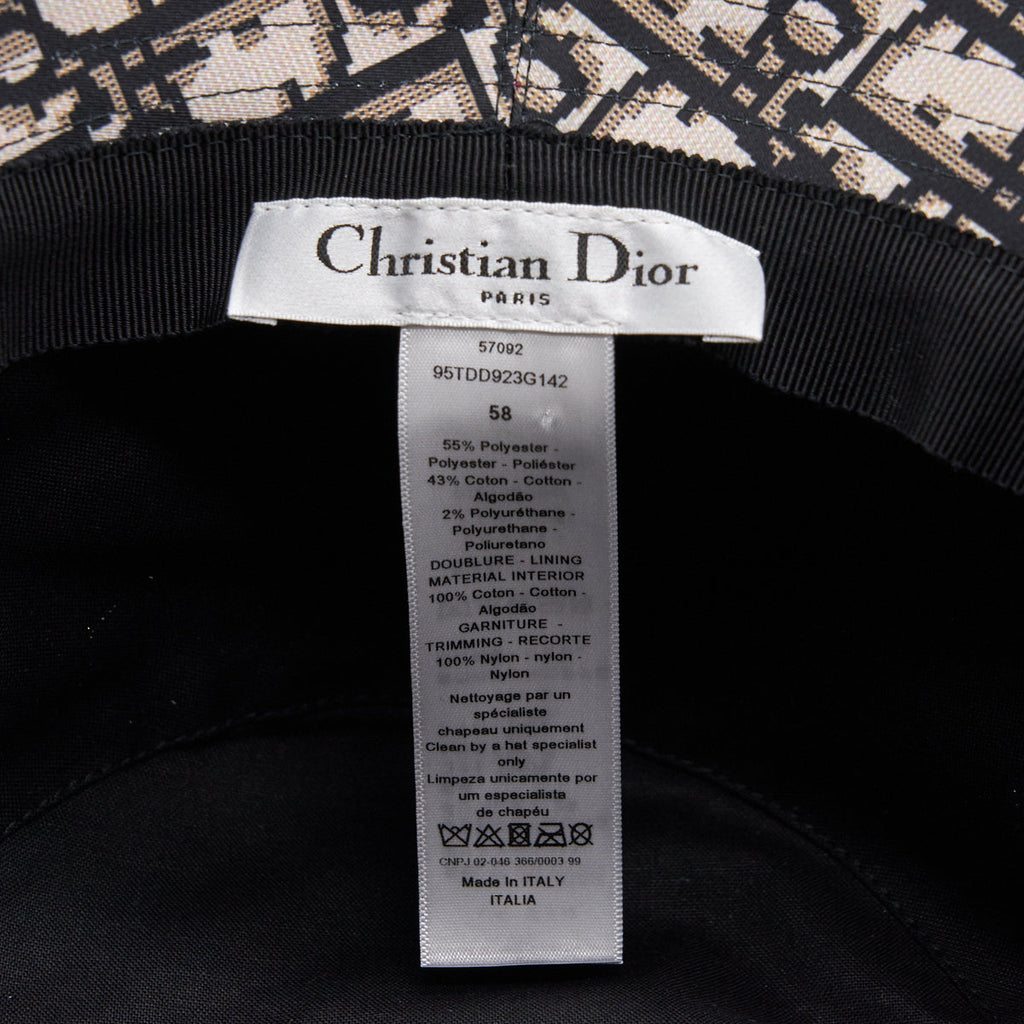 Christian Dior
PARIS
57092
95TDD923G142
58
55% Polyester -
Polyester - Poliéster
43% Coton - Cotton -
Algodão
2% Polyuréthane -
Polyurethane -
Poliuretano
DOUBLURE - LINING
MATERIAL INTERIOR
100% Coton - Cotton -
Algodão
GARNITURE -
TRIMMING - RECORTE
100% Nylon - nylon -
Nylon
Nettoyage par un
spécialiste
chapeau uniquement
Clean by a hat specialist
only
Limpeza unicamente por
um especialista
de chapéu
CNPJ 02-046 366/0003 99
Made In ITALY
ITALIA